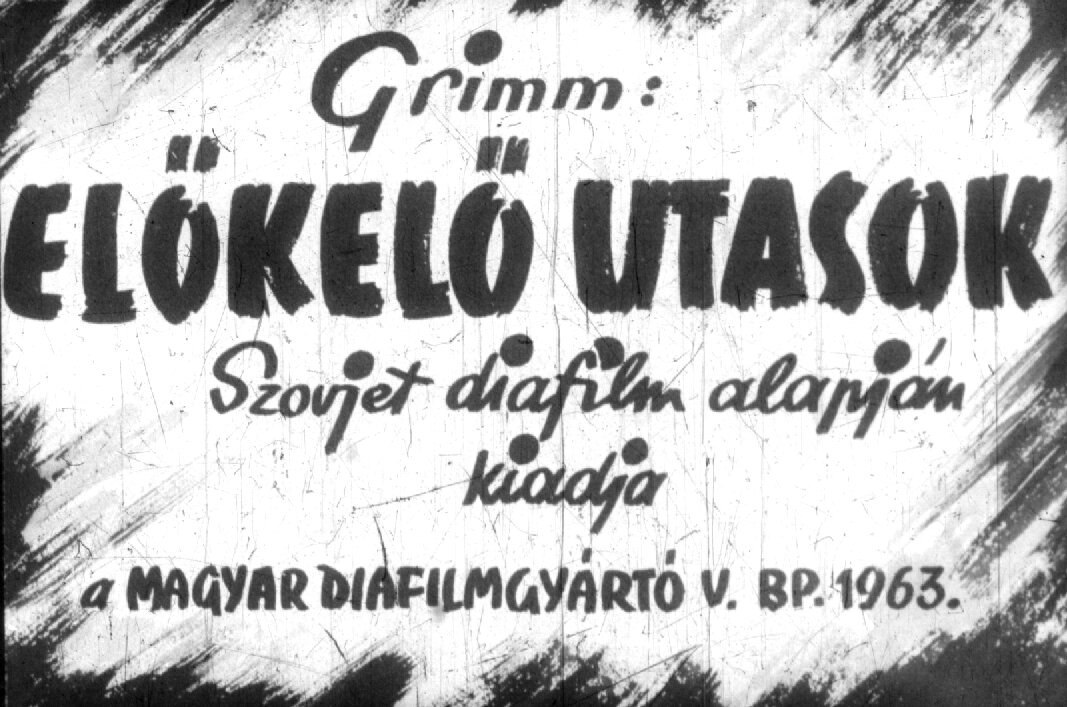 Grimm:
ELŐKELŐ UTASOK
Szovjet diafilm alapján
kiadja
a MAGYAR DIAFILMGYÁRTÓ V. BP. 1963.